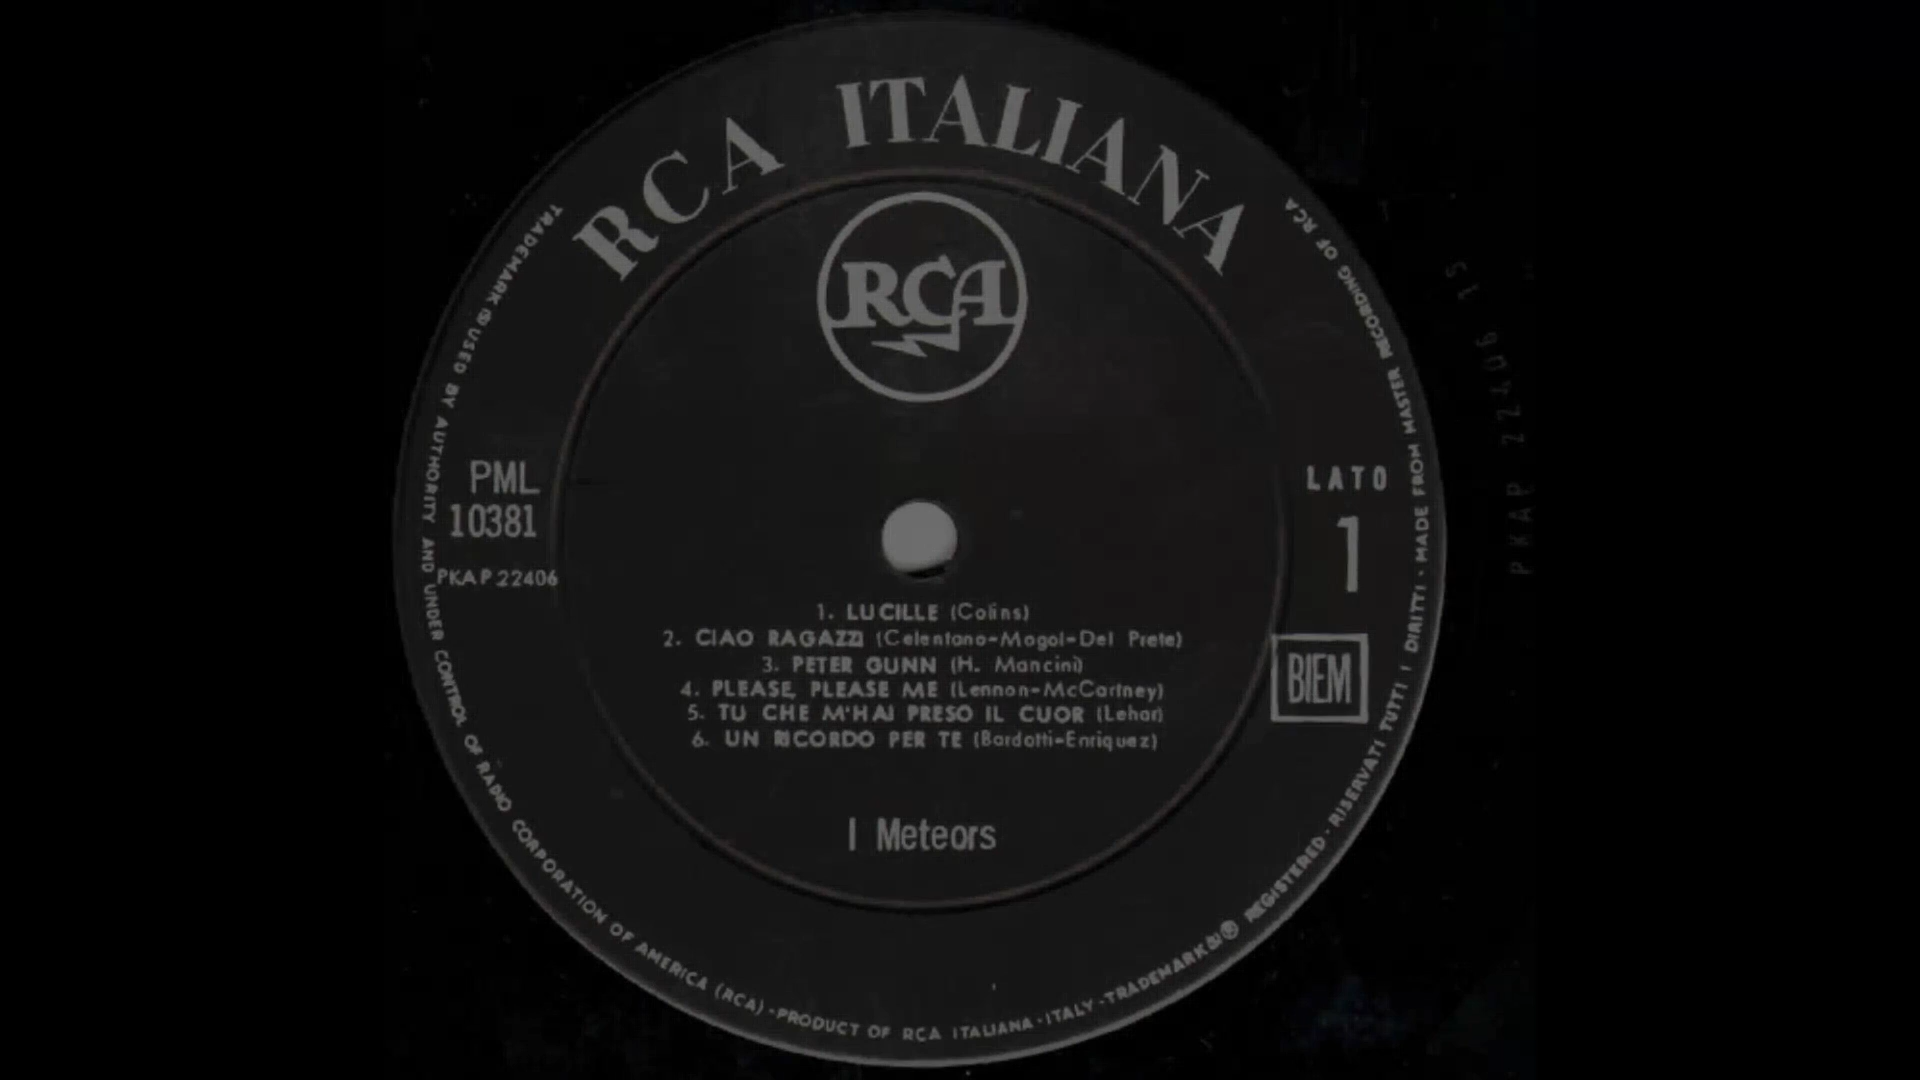 RCA ITALIANA
RCA
PML
10381
PKAP 22406
LATO
1
BIEM
1. LUCILLE (Colins)
2. CIAO RAGAZZI (Celentano-Mogol-Del Prete)
3. PETER GUNN (H. Mancini)
4. PLEASE, PLEASE ME (Lennon-McCartney)
5. TU CHE M'HAI PRESO IL CUOR (Lehar)
6. UN RICORDO PER TE (Bardotti-Enriquez)
I Meteors
TRADEMARK ® USED BY AUTHORITY AND UNDER CONTROL OF RADIO CORPORATION OF AMERICA (RCA) - PRODUCT OF RCA ITALIANA - ITALY - TRADEMARK REGISTERED - RISERVATI TUTTI I DIRITTI - MADE FROM MASTER RECORDING OF RCA
PKAP 22406 1S